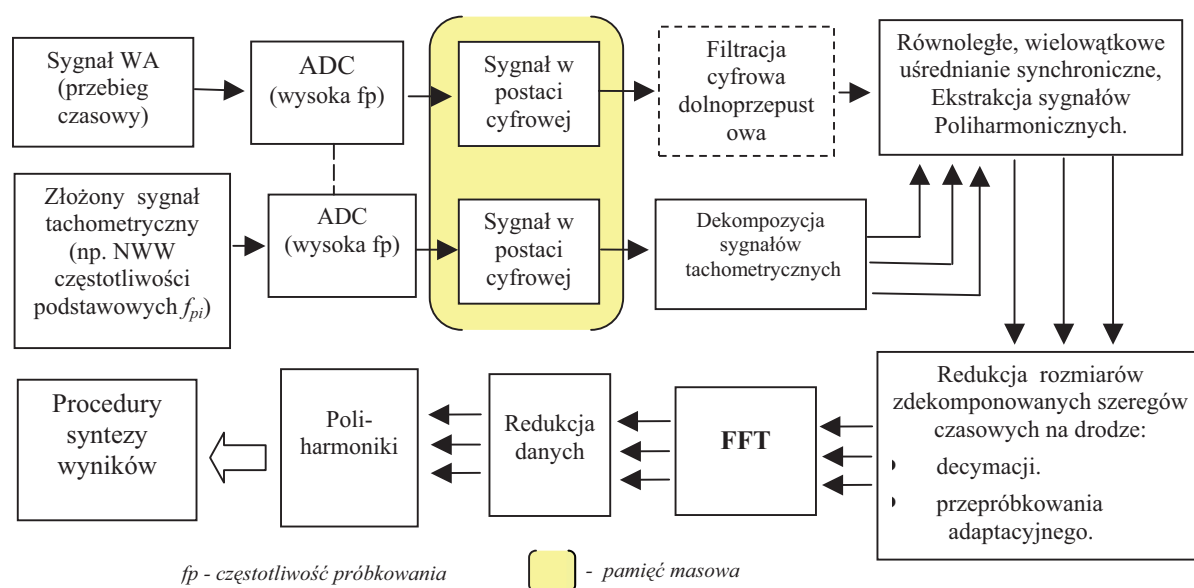 Sygnał WA
(przebieg
czasowy)
ADC
(wysoka fp)
Sygnał w
postaci
cyfrowej
Filtracja
cyfrowa
dolnoprzepust
owa
Równoległe, wielowątkowe
uśrednianie synchroniczne,
Ekstrakcja sygnałów
Poliharmonicznych.
Złożony sygnał
tachometryczny
(np. NWW
częstotliwości
podstawowych fpi)
ADC
(wysoka fp)
Sygnał w
postaci
cyfrowej
Dekompozycja
sygnałów
tachometrycznych
Procedury
syntezy
wyników
Poli-
harmoniki
Redukcja
danych
FFT
Redukcja rozmiarów
zdekomponowanych szeregów
czasowych na drodze:
decymacji.
przepróbkowania
adaptacyjnego.
fp - częstotliwość próbkowania
- pamięć masowa